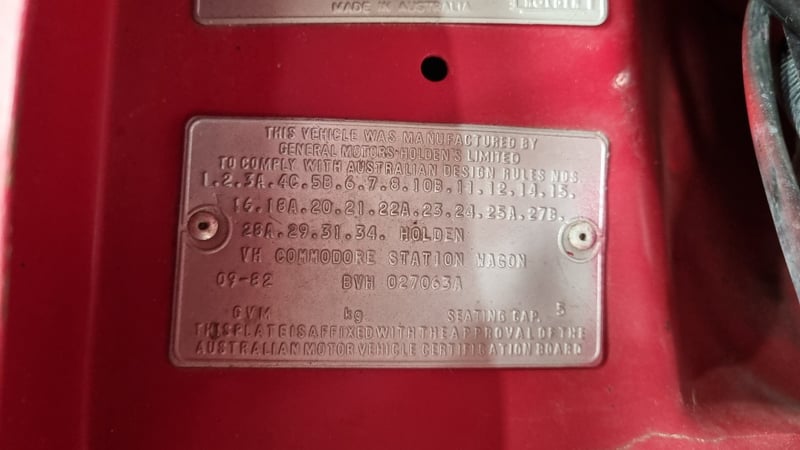 MADE IN AUSTRALIA HOLDEN
THIS VEHICLE WAS MANUFACTURED BY
GENERAL MOTORS-HOLDEN'S LIMITED
TO COMPLY WITH AUSTRALIAN DESIGN RULES NOS.
1.2.3A.4C.5B.6.7.8.10B.11.12.14.15.
16.18A.20.21.22A.23.24.25A.27B.
28A.29.31.34. HOLDEN
VH COMMODORE STATION WAGON
09-82 BVH 027063A
GVM kg SEATING CAP. 5
THIS PLATE IS AFFIXED WITH THE APPROVAL OF THE
AUSTRALIAN MOTOR VEHICLE CERTIFICATION BOARD